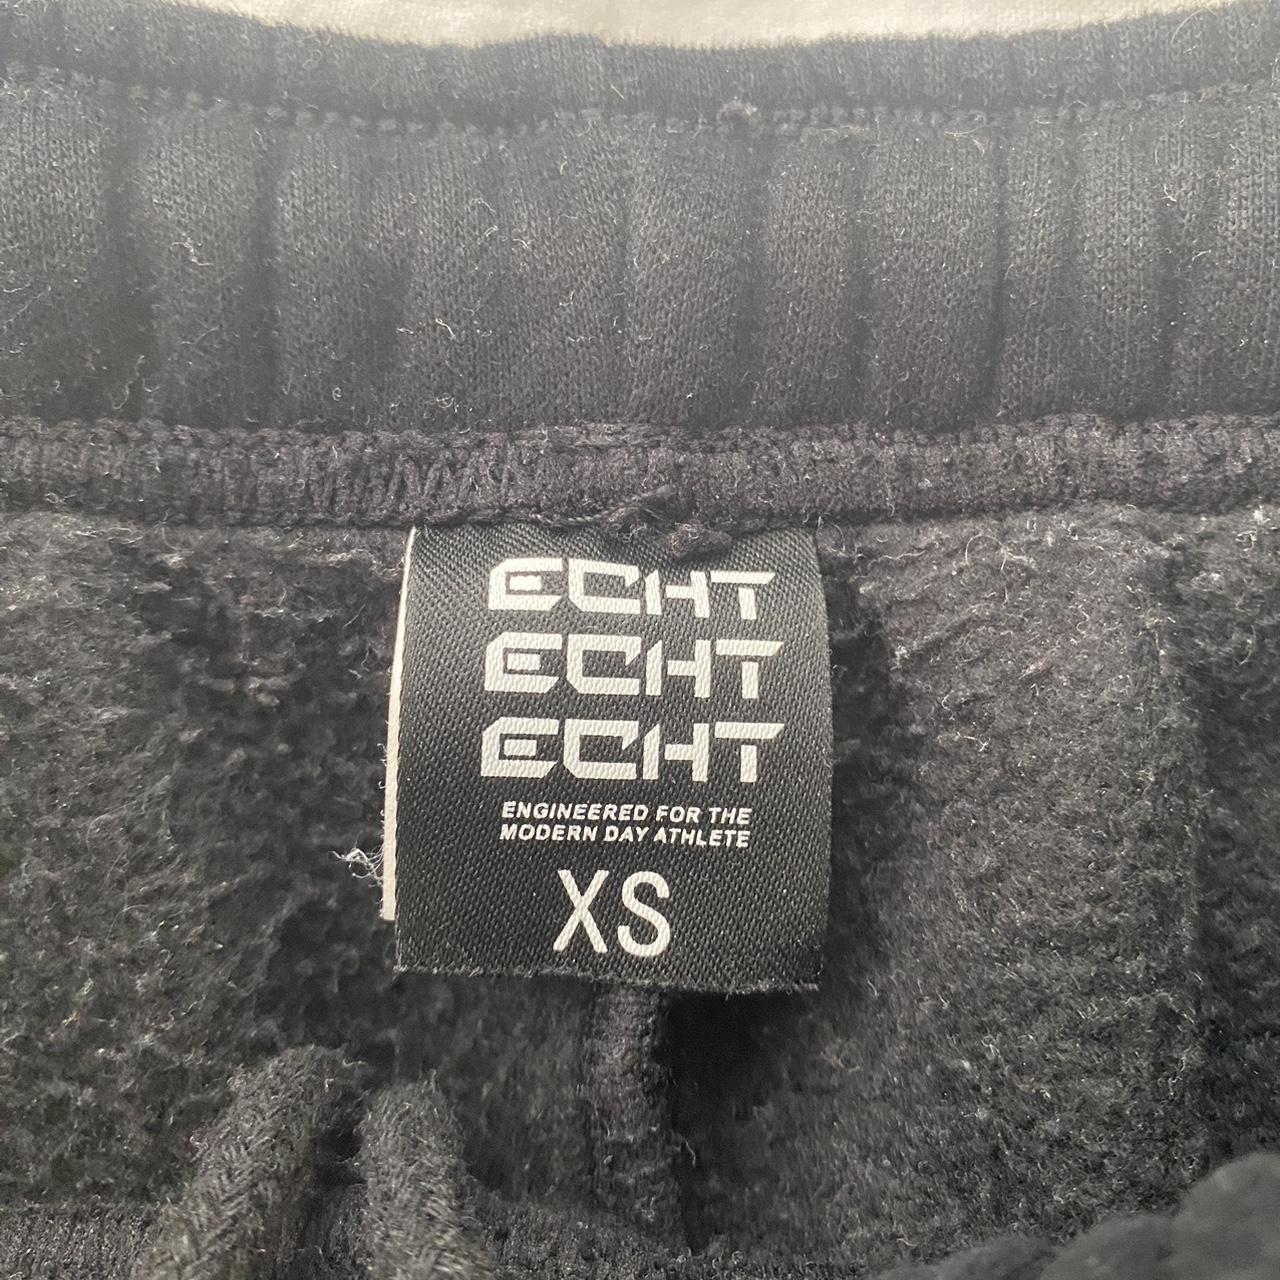 ECHT
ECHT
ECHT
ENGINEERED FOR THE
MODERN DAY ATHLETE
XS